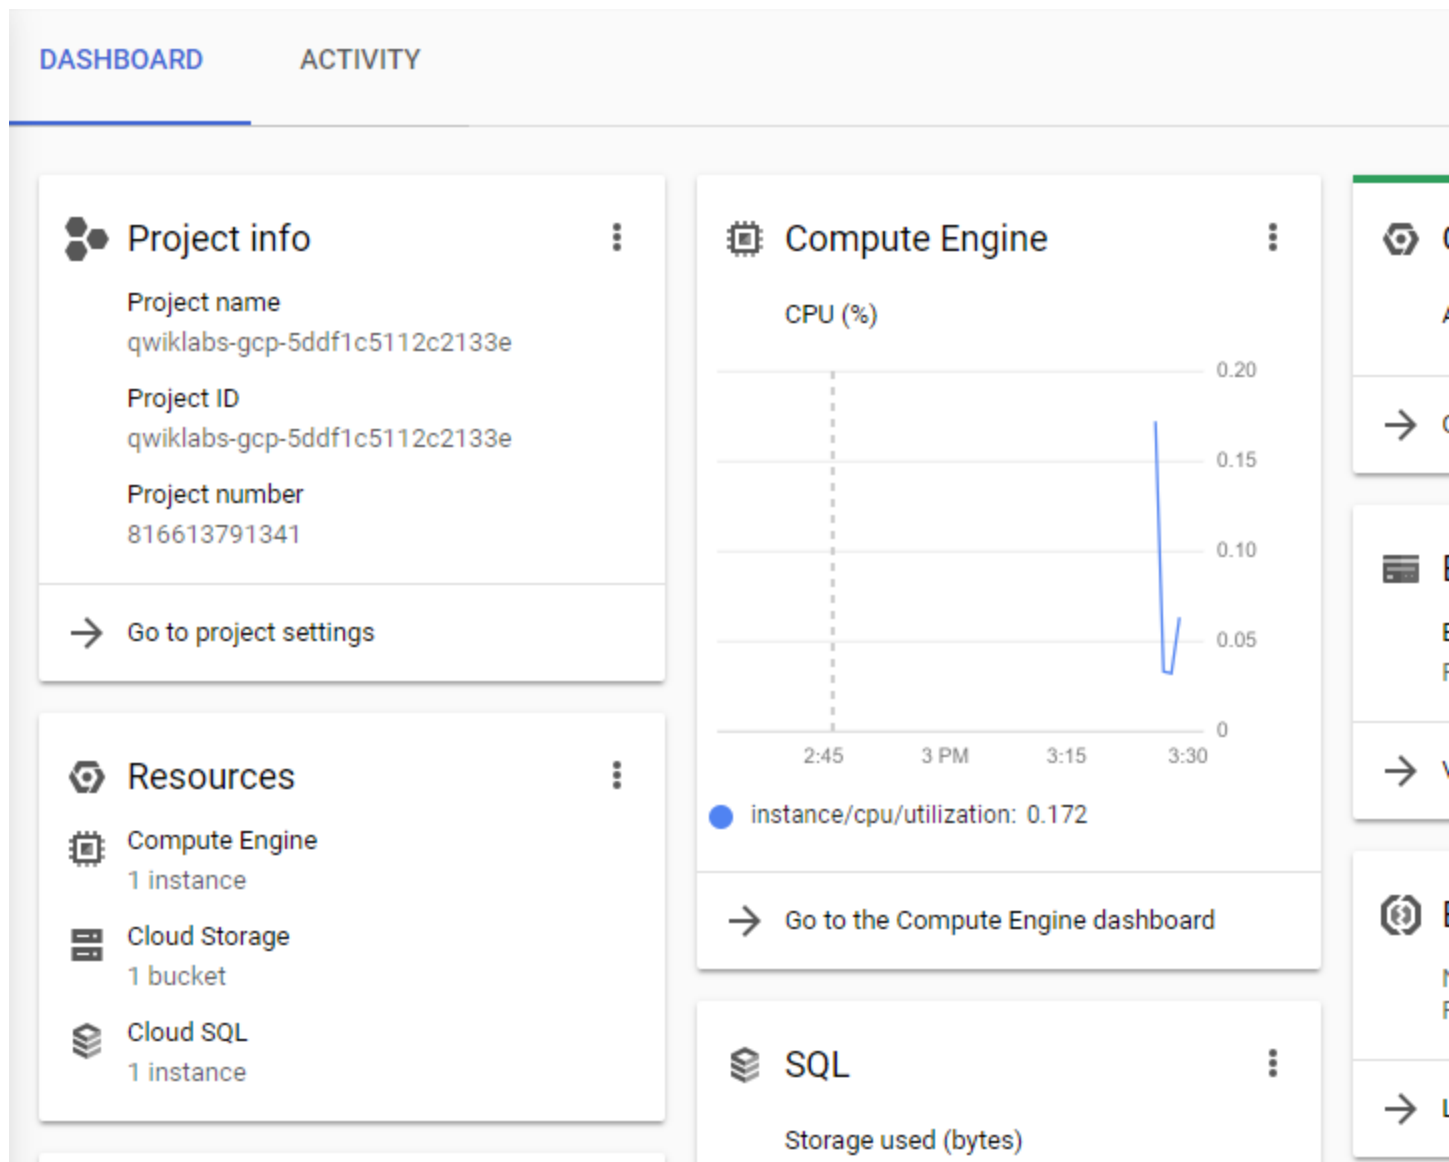 DASHBOARD
ACTIVITY
Project info
Project name
qwiklabs-gcp-5ddf1c5112c2133e
Project ID
qwiklabs-gcp-5ddf1c5112c2133e
Project number
816613791341
Go to project settings
Resources
Compute Engine
1 instance
Cloud Storage
1 bucket
Cloud SQL
1 instance
Compute Engine
CPU (%)
0.20
0.15
0.10
0.05
0
2:45 3 PM 3:15 3:30
instance/cpu/utilization: 0.172
Go to the Compute Engine dashboard
SQL
Storage used (bytes)